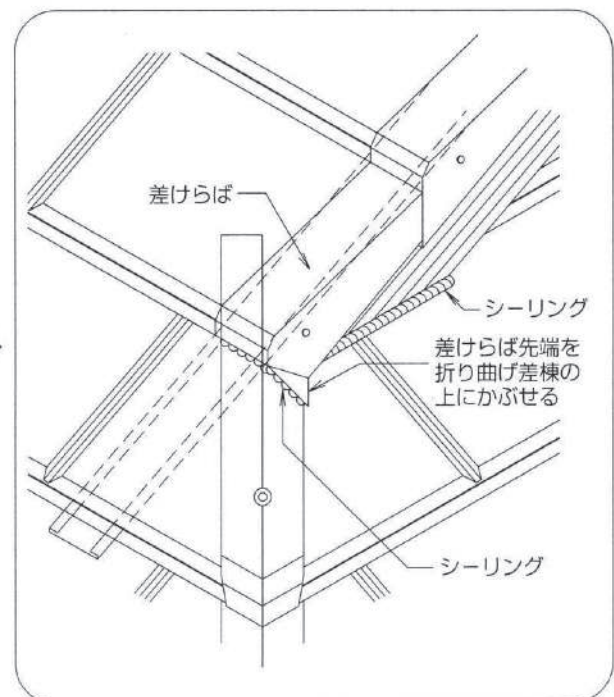 差けらば
シーリング
差けらば先端を
折り曲げ差棟の
上にかぶせる
シーリング